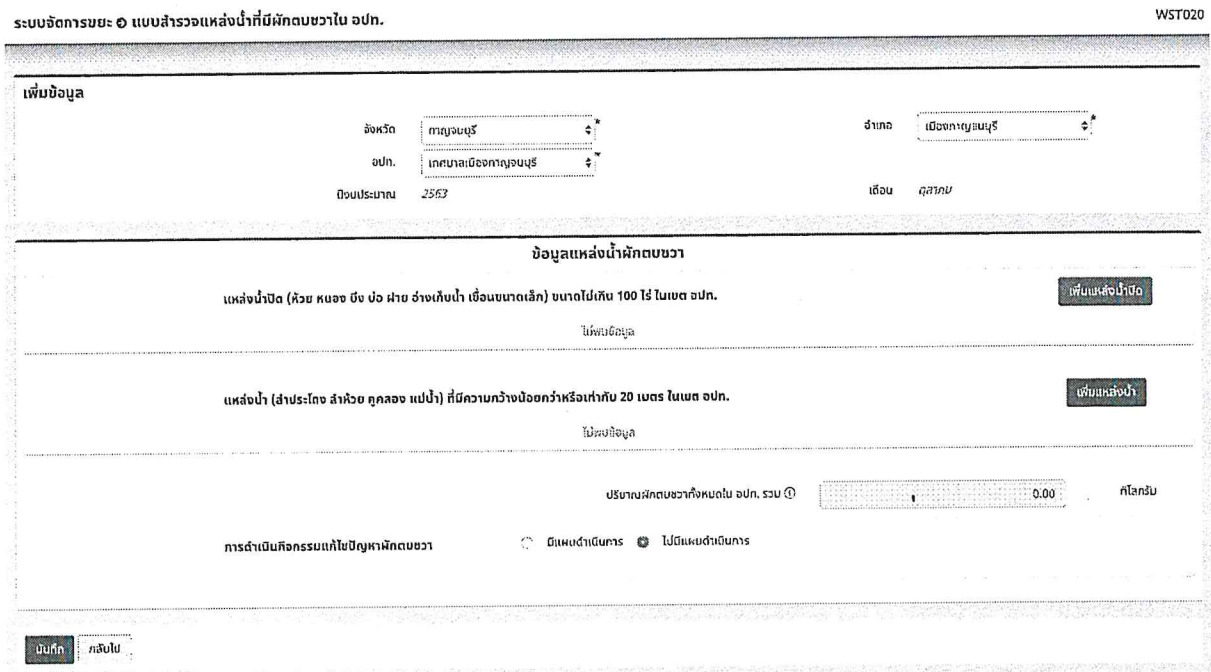 ระบบจัดการขยะ แบบสำรวจแหล่งน้ำที่มีผักตบชวาใน อปท.
WST020
เพิ่มข้อมูล
จังหวัด กาญจนบุรี * อำเภอ เมืองกาญจนบุรี *
อปท. เทศบาลเมืองกาญจนบุรี *
ปีงบประมาณ 2563 เดือน ตุลาคม
ข้อมูลแหล่งน้ำผักตบชวา
แหล่งน้ำปิด (ห้วย หนอง บึง บ่อ ฝาย อ่างเก็บน้ำ เขื่อนขนาดเล็ก) ขนาดไม่เกิน 100 ไร่ ในเขต อปท. เพิ่มแหล่งน้ำปิด
ไม่พบข้อมูล
แหล่งน้ำ (ลำประโดง ลำห้วย คูคลอง แม่น้ำ) ที่มีความกว้างน้อยกว่าหรือเท่ากับ 20 เมตร ในเขต อปท. เพิ่มแหล่งน้ำ
ไม่พบข้อมูล
ปริมาณผักตบชวาทั้งหมดใน อปท. รวม 0.00 กิโลกรัม
การดำเนินกิจกรรมแก้ไขปัญหาผักตบชวา มีแผนดำเนินการ ไม่มีแผนดำเนินการ
บันทึก กลับไป